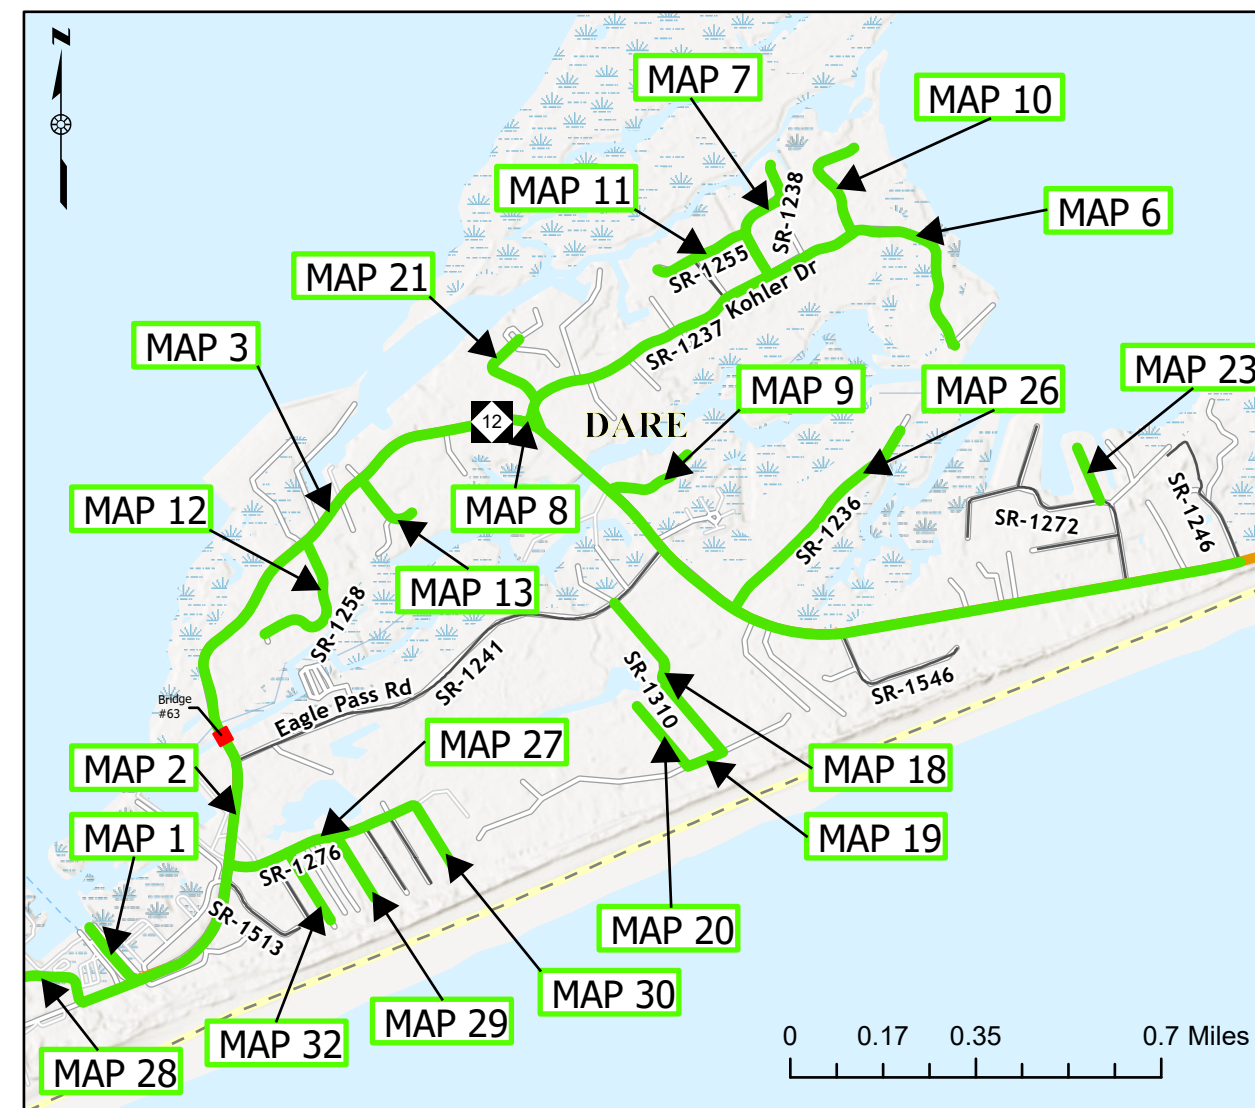 N
MAP 7
MAP 10
MAP 11
SR-1238
MAP 6
SR-1255
MAP 21
Kohler Dr
SR-1237
MAP 3
MAP 9
MAP 26
MAP 23
12
DARE
MAP 12
MAP 8
SR-1236
SR-1272
SR-1246
MAP 13
SR-1258
SR-1241
SR-1310
SR-1546
Eagle Pass Rd
Bridge
#63
MAP 2
MAP 27
MAP 18
MAP 1
SR-1276
MAP 19
SR-1513
MAP 20
MAP 30
MAP 29
MAP 32
MAP 28
0 0.17 0.35 0.7 Miles